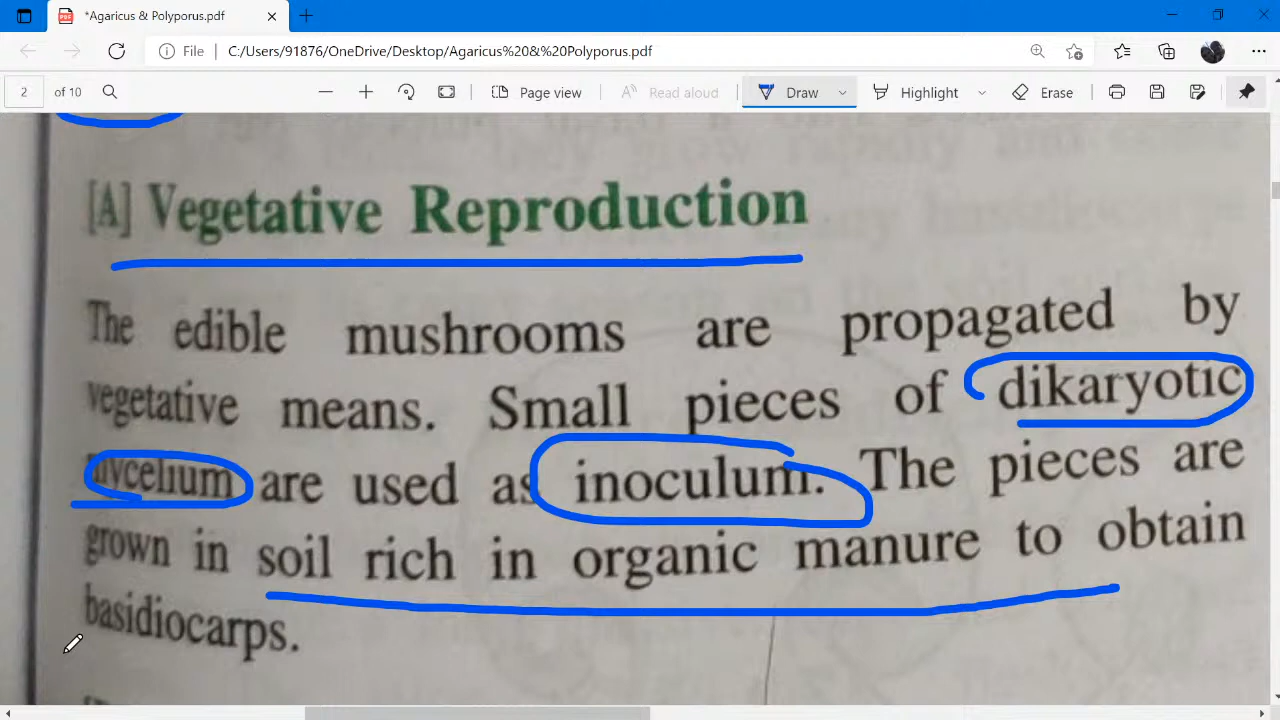 *Agaricus & Polyporus.pdf
File C:/Users/91876/OneDrive/Desktop/Agaricus%20&%20Polyporus.pdf
2 of 10 Page view Read aloud Draw Highlight Erase
[A] Vegetative Reproduction
The edible mushrooms are propagated by
vegetative means. Small pieces of dikaryotic
mycelium are used as inoculum. The pieces are
grown in soil rich in organic manure to obtain
basidiocarps.